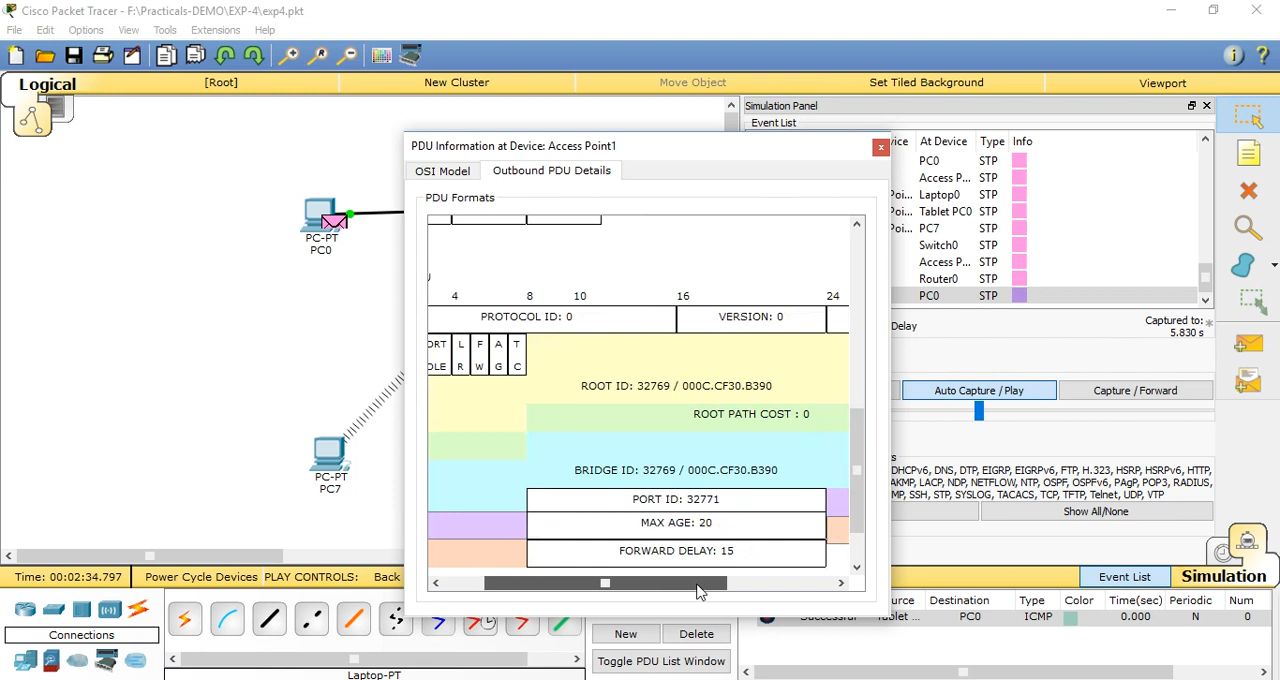 Cisco Packet Tracer - F:\Practicals-DEMO\EXP-4\exp4.pkt
File Edit Options View Tools Extensions Help
Logical [Root] New Cluster Move Object Set Tiled Background Viewport
Simulation Panel
Event List
At Device Type Info
PC0 STP
Access P... STP
Laptop0 STP
Tablet PC0 STP
PC7 STP
Switch0 STP
Access P... STP
Router0 STP
PC0 STP
Delay Captured to: *
5.830 s
Auto Capture / Play Capture / Forward
DHCPv6, DNS, DTP, EIGRP, EIGRPv6, FTP, H.323, HSRP, HSRPv6, HTTP,
LACP, NDP, NETFLOW, NTP, OSPF, OSPFv6, PAgP, POP3, RADIUS,
SSH, STP, SYSLOG, TACACS, TCP, TFTP, Telnet, UDP, VTP
Show All/None
PC-PT
PC0
PC-PT
PC7
PDU Information at Device: Access Point1
OSI Model Outbound PDU Details
PDU Formats
4 8 10 16 24
PROTOCOL ID: 0 VERSION: 0
L F A T
R W G C
ROOT ID: 32769 / 000C.CF30.B390
ROOT PATH COST : 0
BRIDGE ID: 32769 / 000C.CF30.B390
PORT ID: 32771
MAX AGE: 20
FORWARD DELAY: 15
Time: 00:02:34.797 Power Cycle Devices PLAY CONTROLS: Back Event List Simulation
Connections
Laptop-PT
New Delete
Toggle PDU List Window
Destination Type Color Time(sec) Periodic Num
PC0 ICMP 0.000 N 0